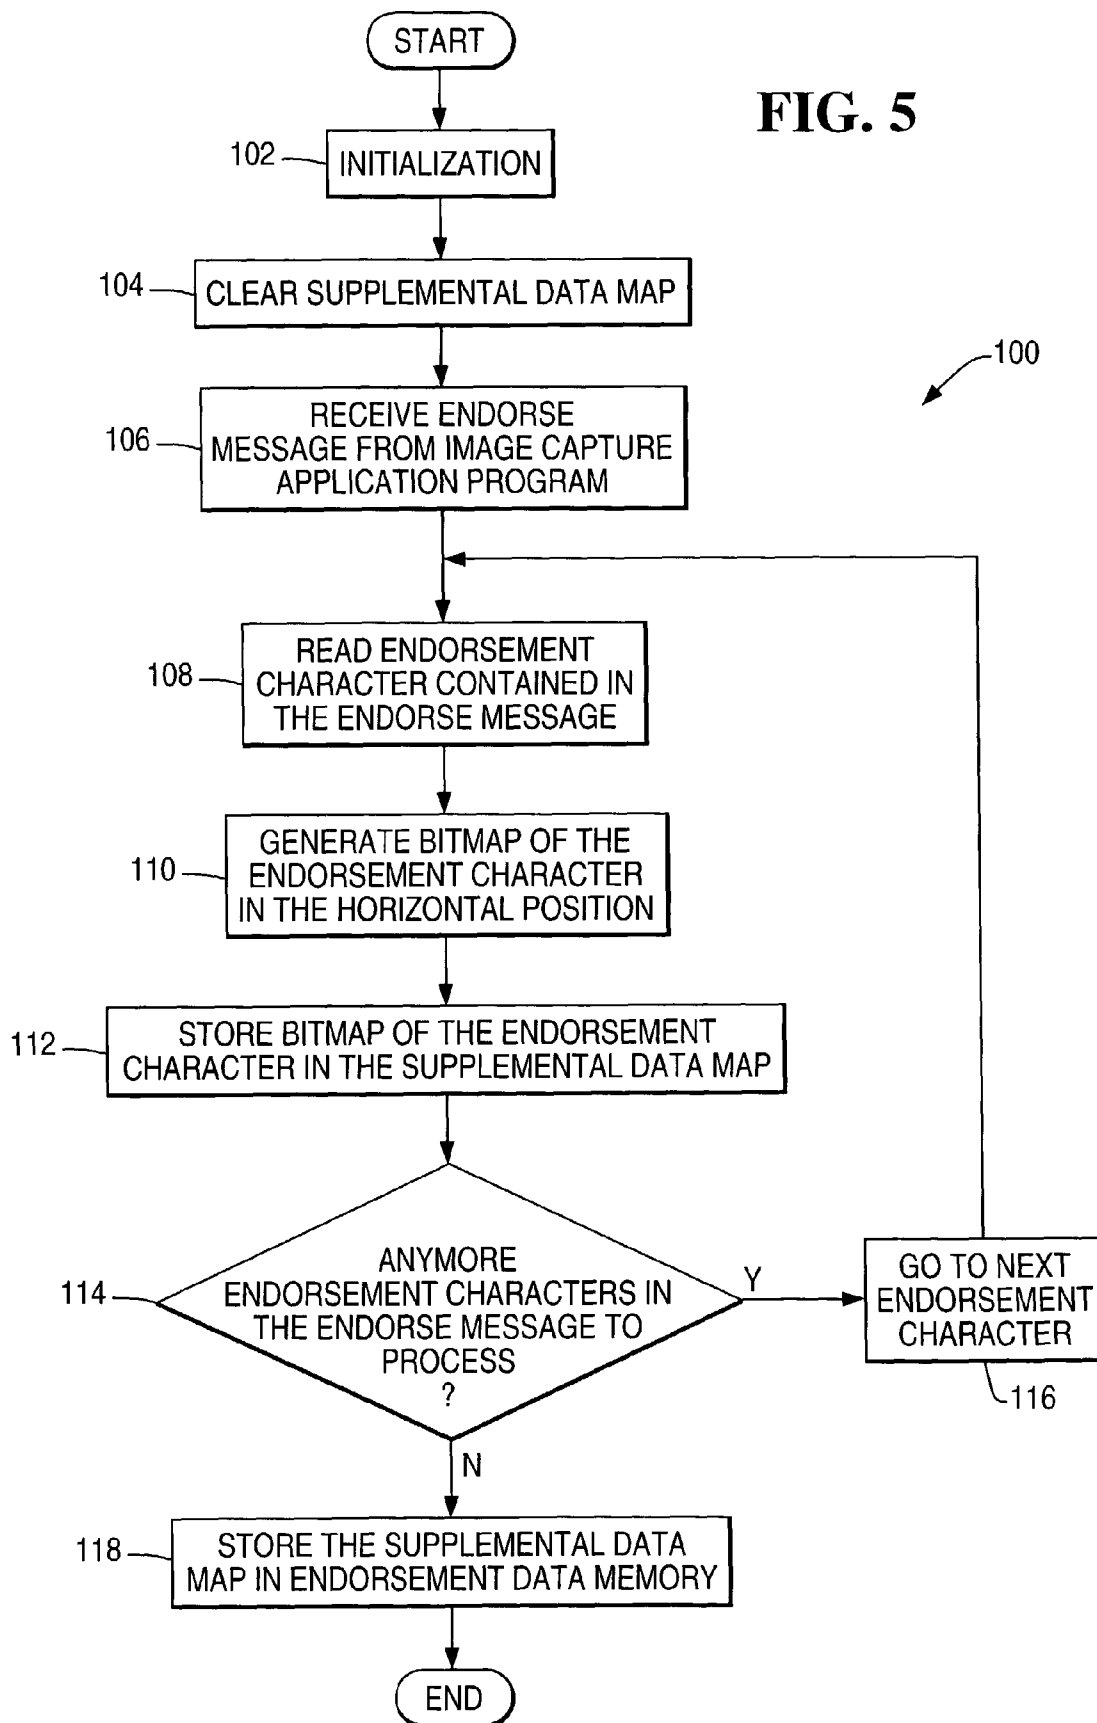 START
FIG. 5
102
INITIALIZATION
104
CLEAR SUPPLEMENTAL DATA MAP
100
106
RECEIVE ENDORSE
MESSAGE FROM IMAGE CAPTURE
APPLICATION PROGRAM
108
READ ENDORSEMENT
CHARACTER CONTAINED IN
THE ENDORSE MESSAGE
110
GENERATE BITMAP OF THE
ENDORSEMENT CHARACTER
IN THE HORIZONTAL POSITION
112
STORE BITMAP OF THE ENDORSEMENT
CHARACTER IN THE SUPPLEMENTAL DATA MAP
114
ANYMORE
ENDORSEMENT CHARACTERS IN
THE ENDORSE MESSAGE TO
PROCESS
?
Y
GO TO NEXT
ENDORSEMENT
CHARACTER
116
N
118
STORE THE SUPPLEMENTAL DATA
MAP IN ENDORSEMENT DATA MEMORY
END